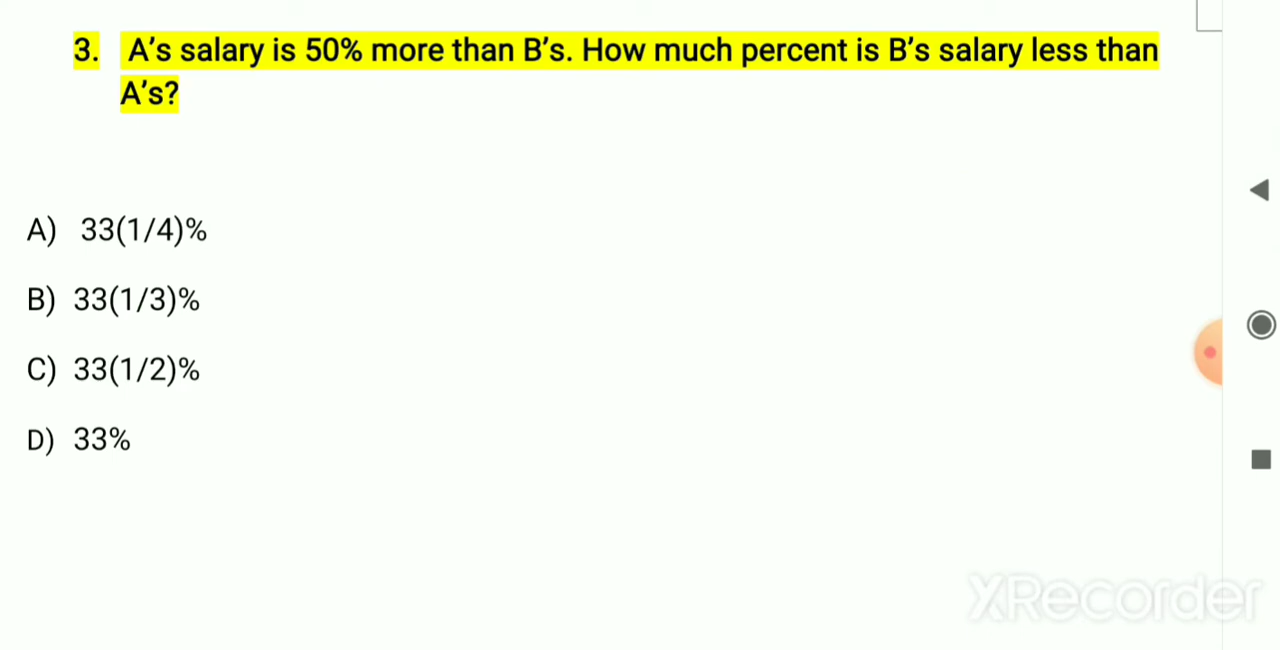 3. A's salary is 50% more than B's. How much percent is B's salary less than
A's?
A) 33(1/4)%
B) 33(1/3)%
C) 33(1/2)%
D) 33%
XRecorder